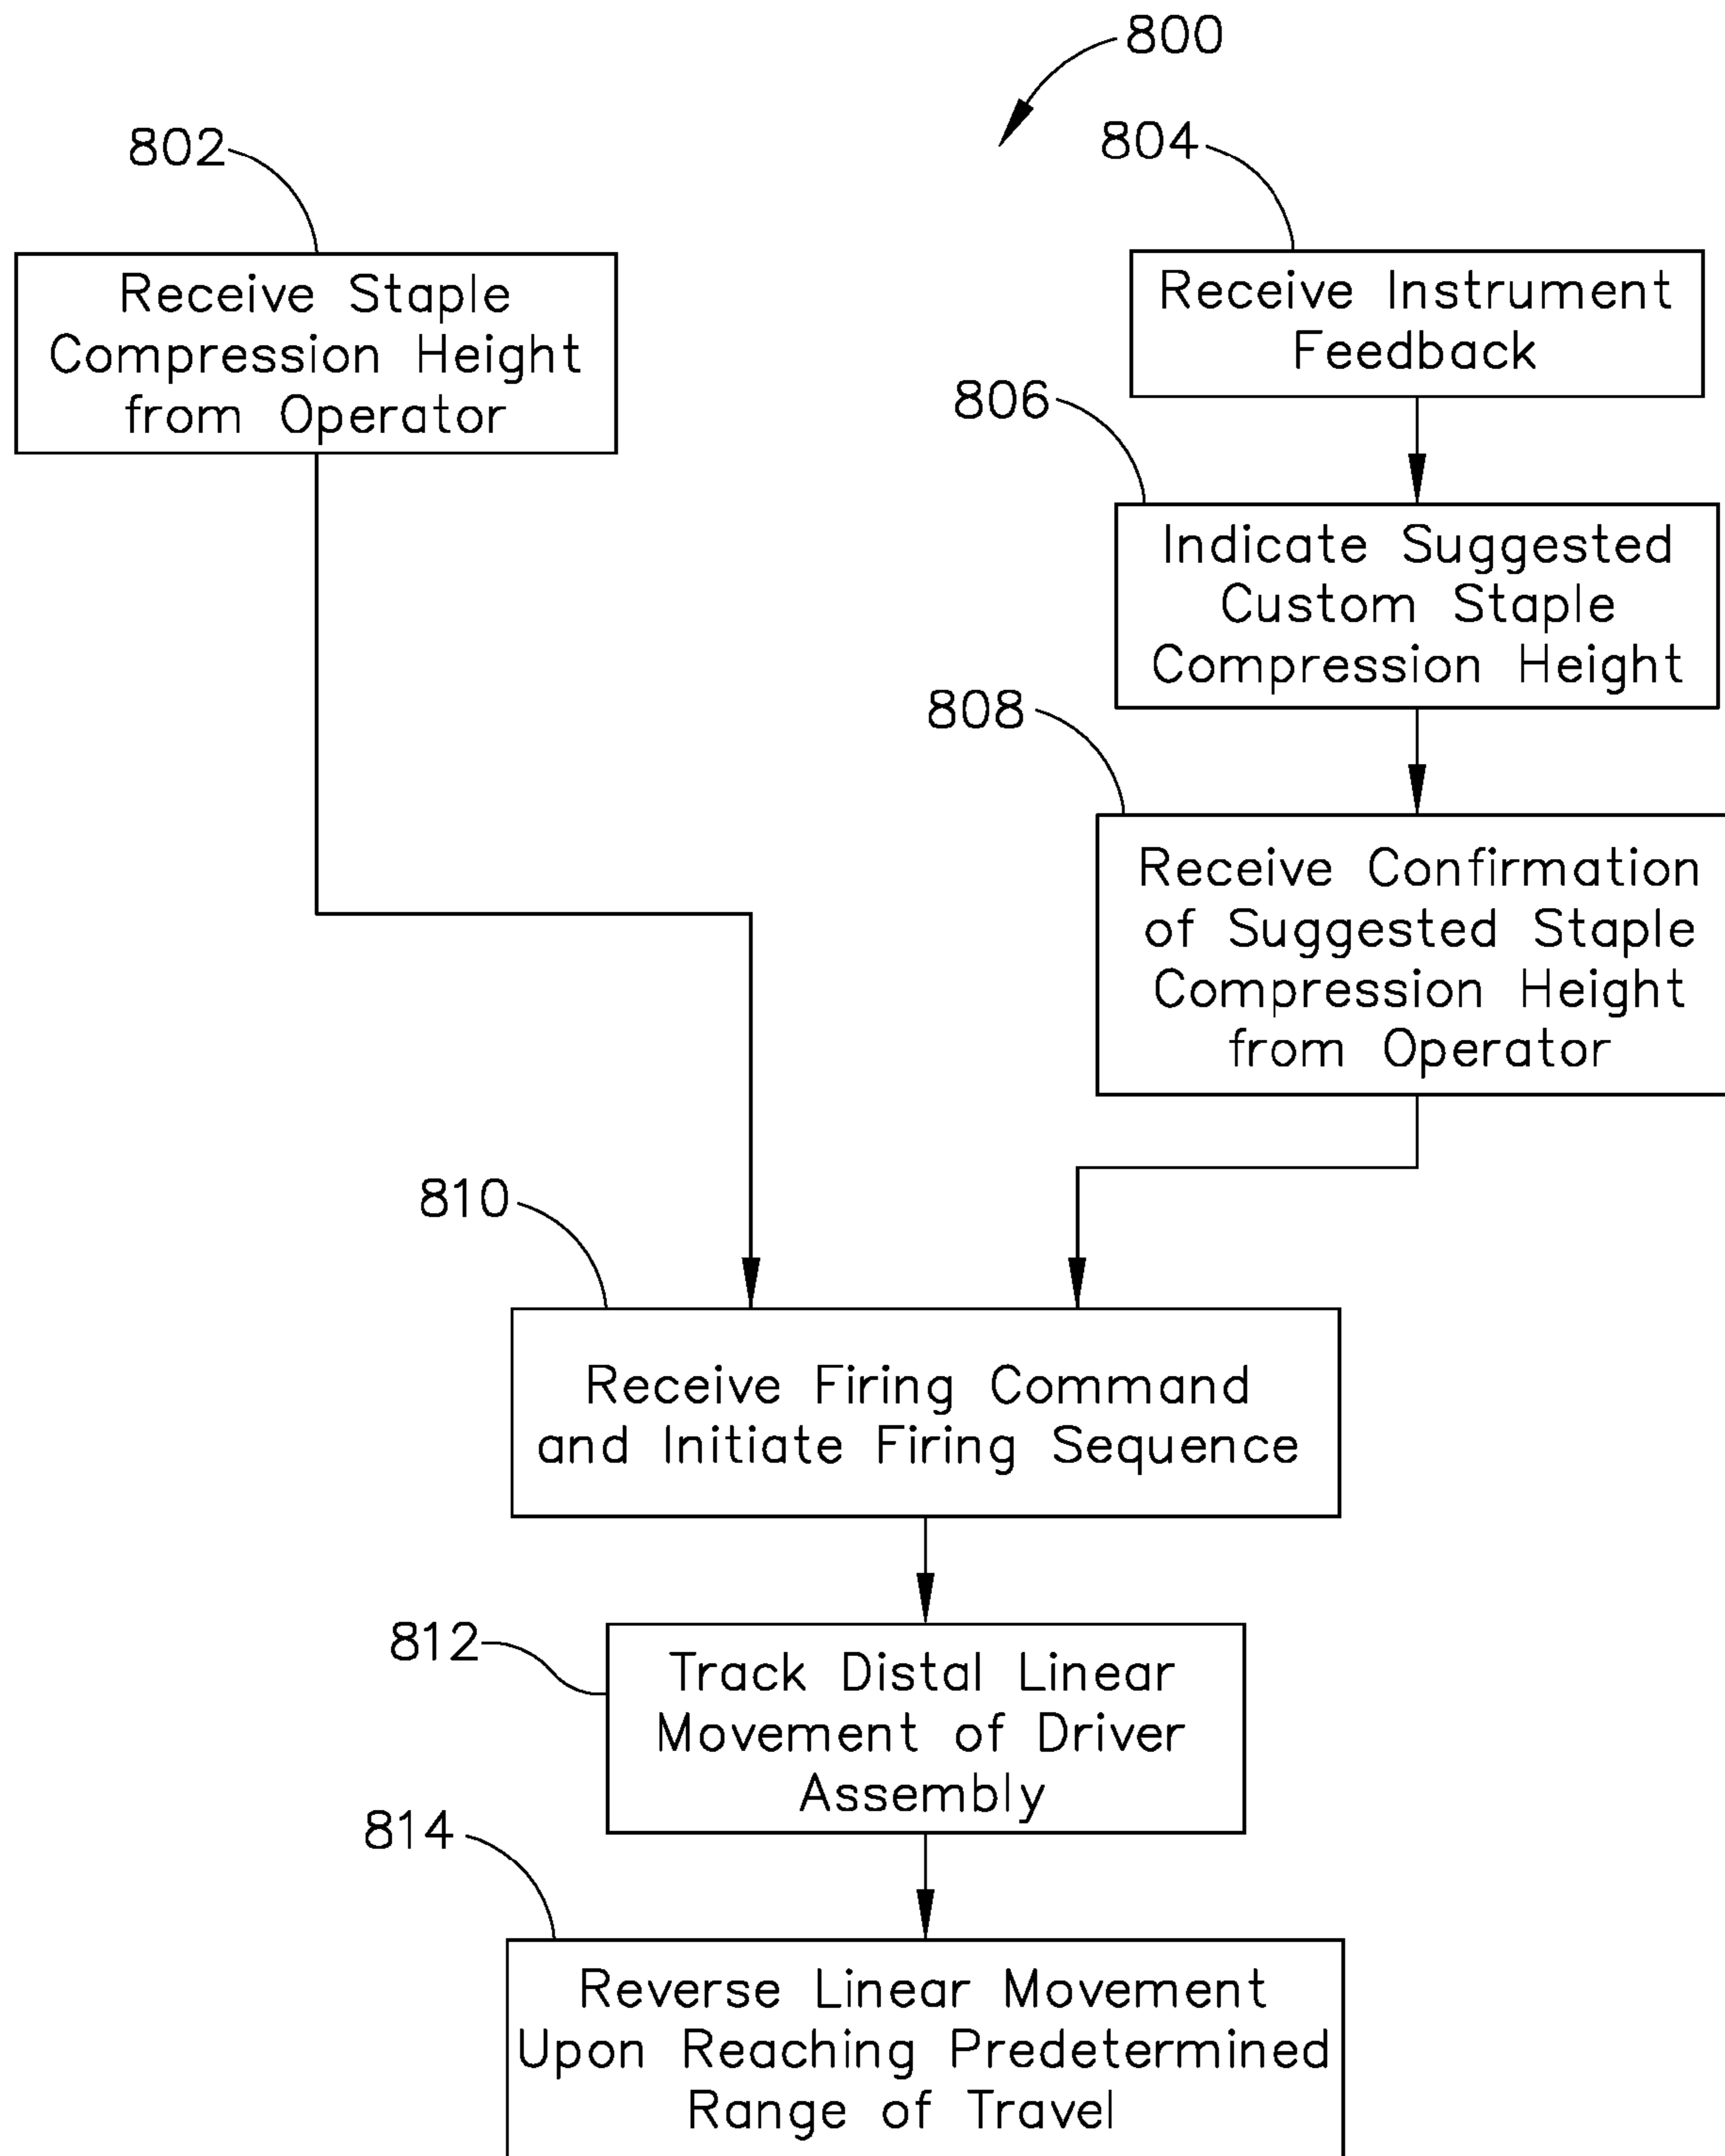 800
802
804
Receive Staple
Compression Height
from Operator
Receive Instrument
Feedback
806
Indicate Suggested
Custom Staple
Compression Height
808
Receive Confirmation
of Suggested Staple
Compression Height
from Operator
810
Receive Firing Command
and Initiate Firing Sequence
812
Track Distal Linear
Movement of Driver
Assembly
814
Reverse Linear Movement
Upon Reaching Predetermined
Range of Travel